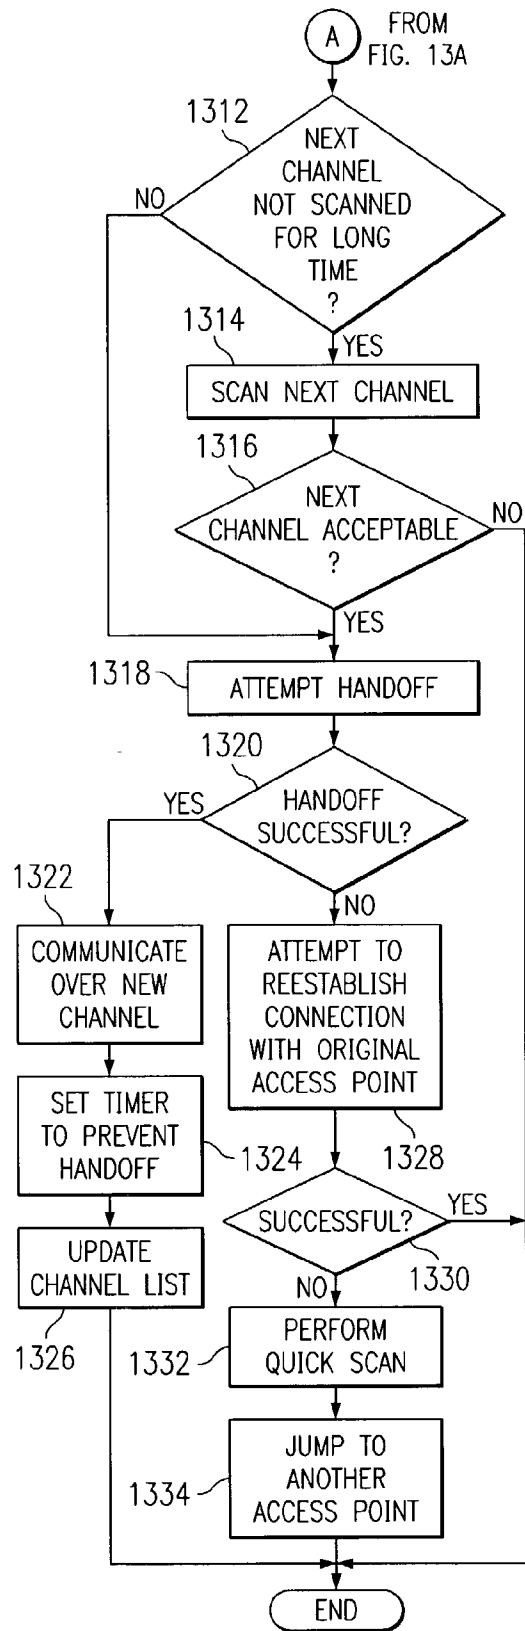 A
FROM
FIG. 13A
1312
NEXT
CHANNEL
NOT SCANNED
FOR LONG
TIME
?
NO
YES
1314
SCAN NEXT CHANNEL
1316
NEXT
CHANNEL ACCEPTABLE
?
NO
YES
1318
ATTEMPT HANDOFF
1320
HANDOFF
SUCCESSFUL?
YES
NO
1322
COMMUNICATE
OVER NEW
CHANNEL
SET TIMER
TO PREVENT
HANDOFF
1324
UPDATE
CHANNEL LIST
1326
ATTEMPT TO
REESTABLISH
CONNECTION
WITH ORIGINAL
ACCESS POINT
1328
SUCCESSFUL?
YES
1330
NO
1332
PERFORM
QUICK SCAN
1334
JUMP TO
ANOTHER
ACCESS POINT
END